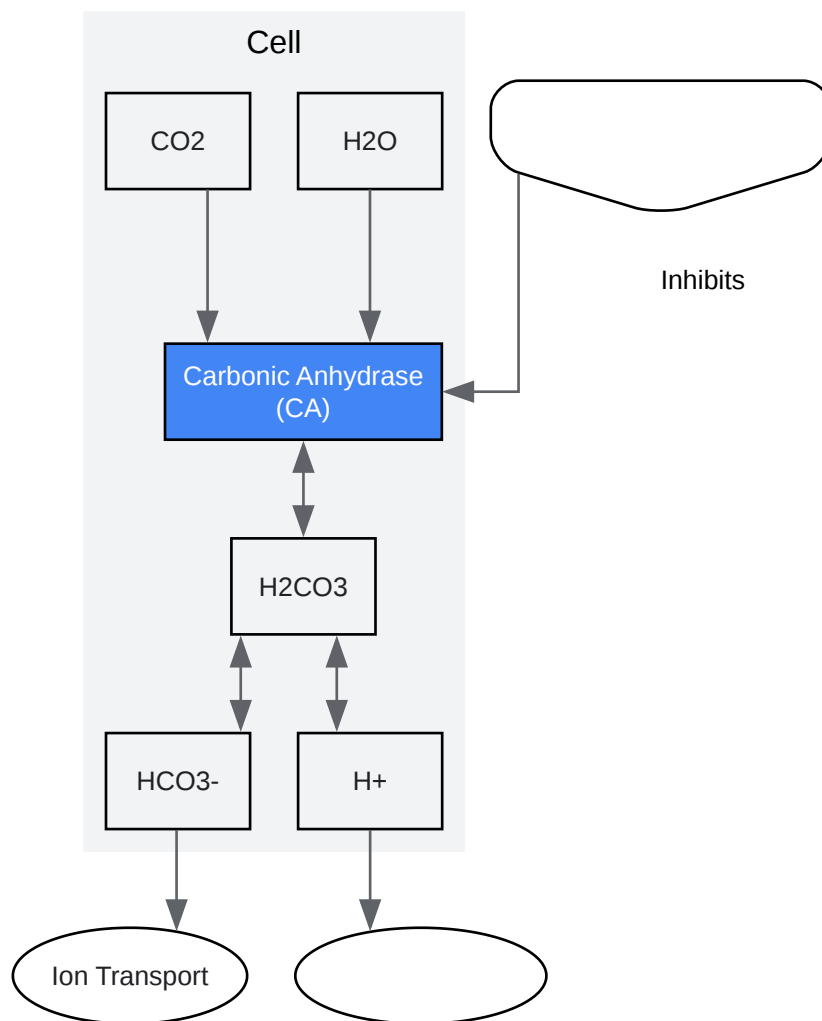 Cell
CO2
H2O
Inhibits
Carbonic Anhydrase
(CA)
H2CO3
HCO3-
H+
Ion Transport